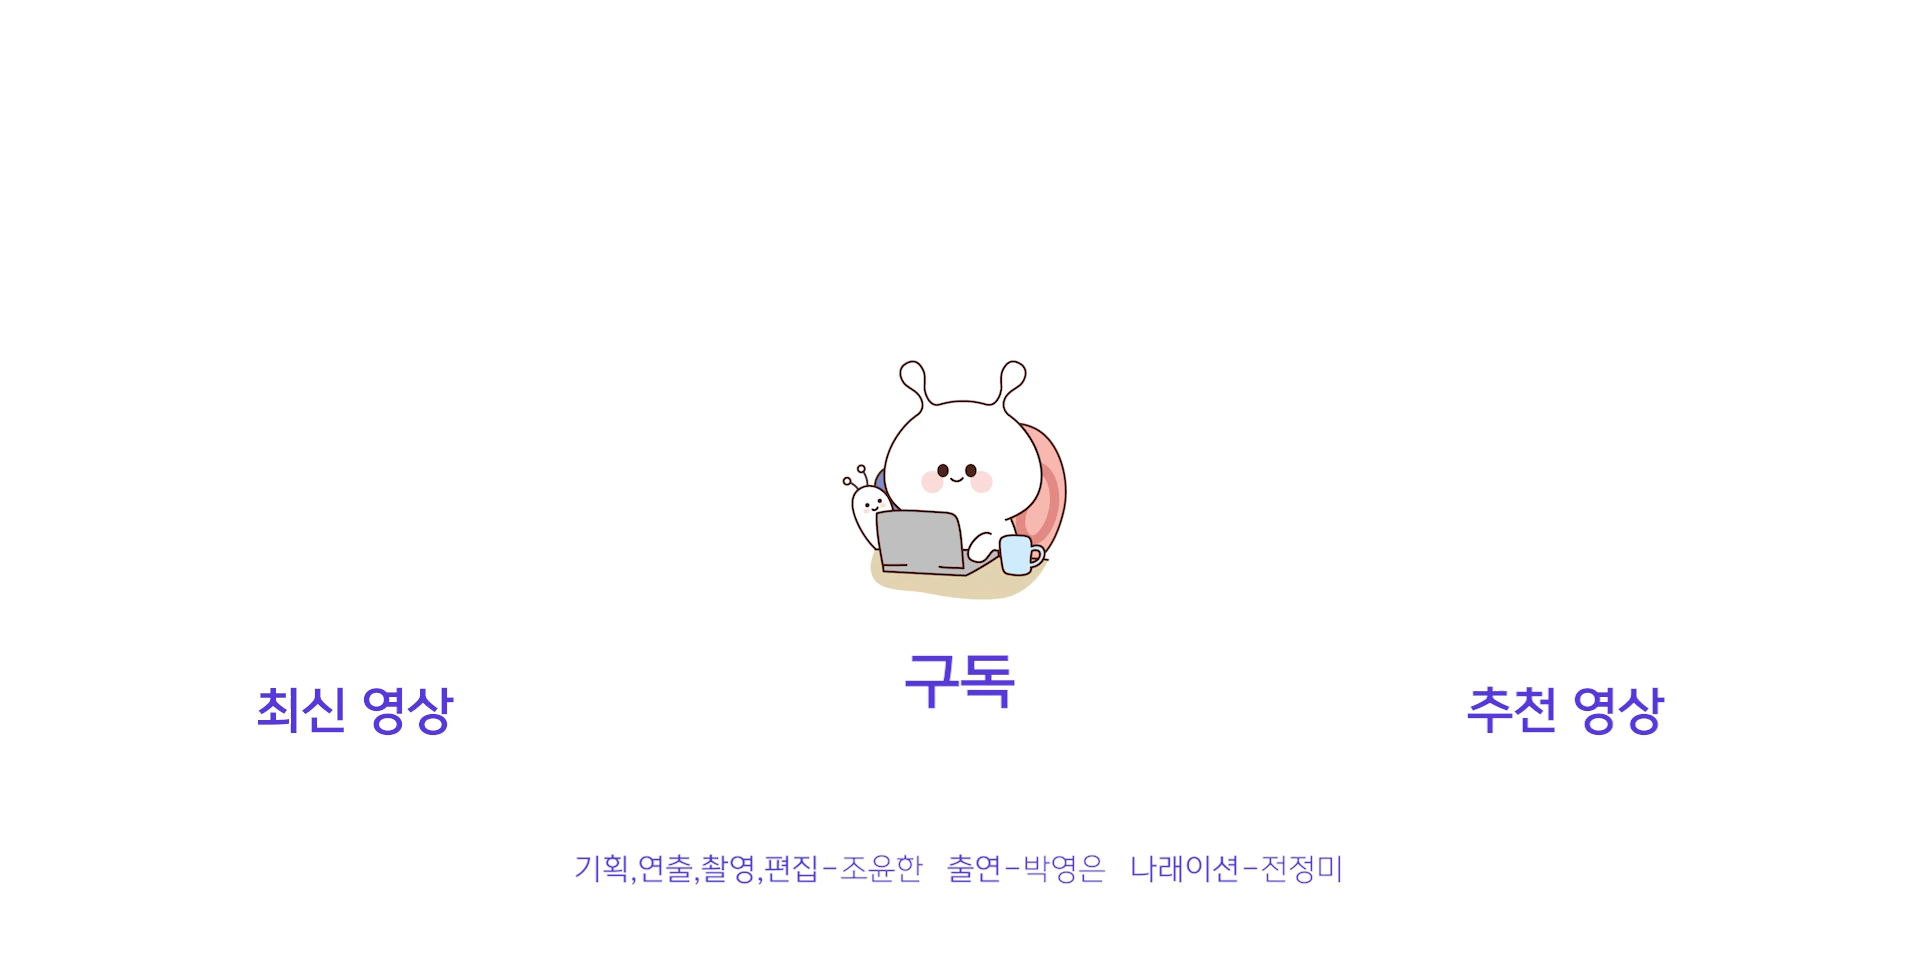 구독
최신 영상
추천 영상
기획,연출,촬영,편집-조윤한 출연-박영은 나래이션-전정미